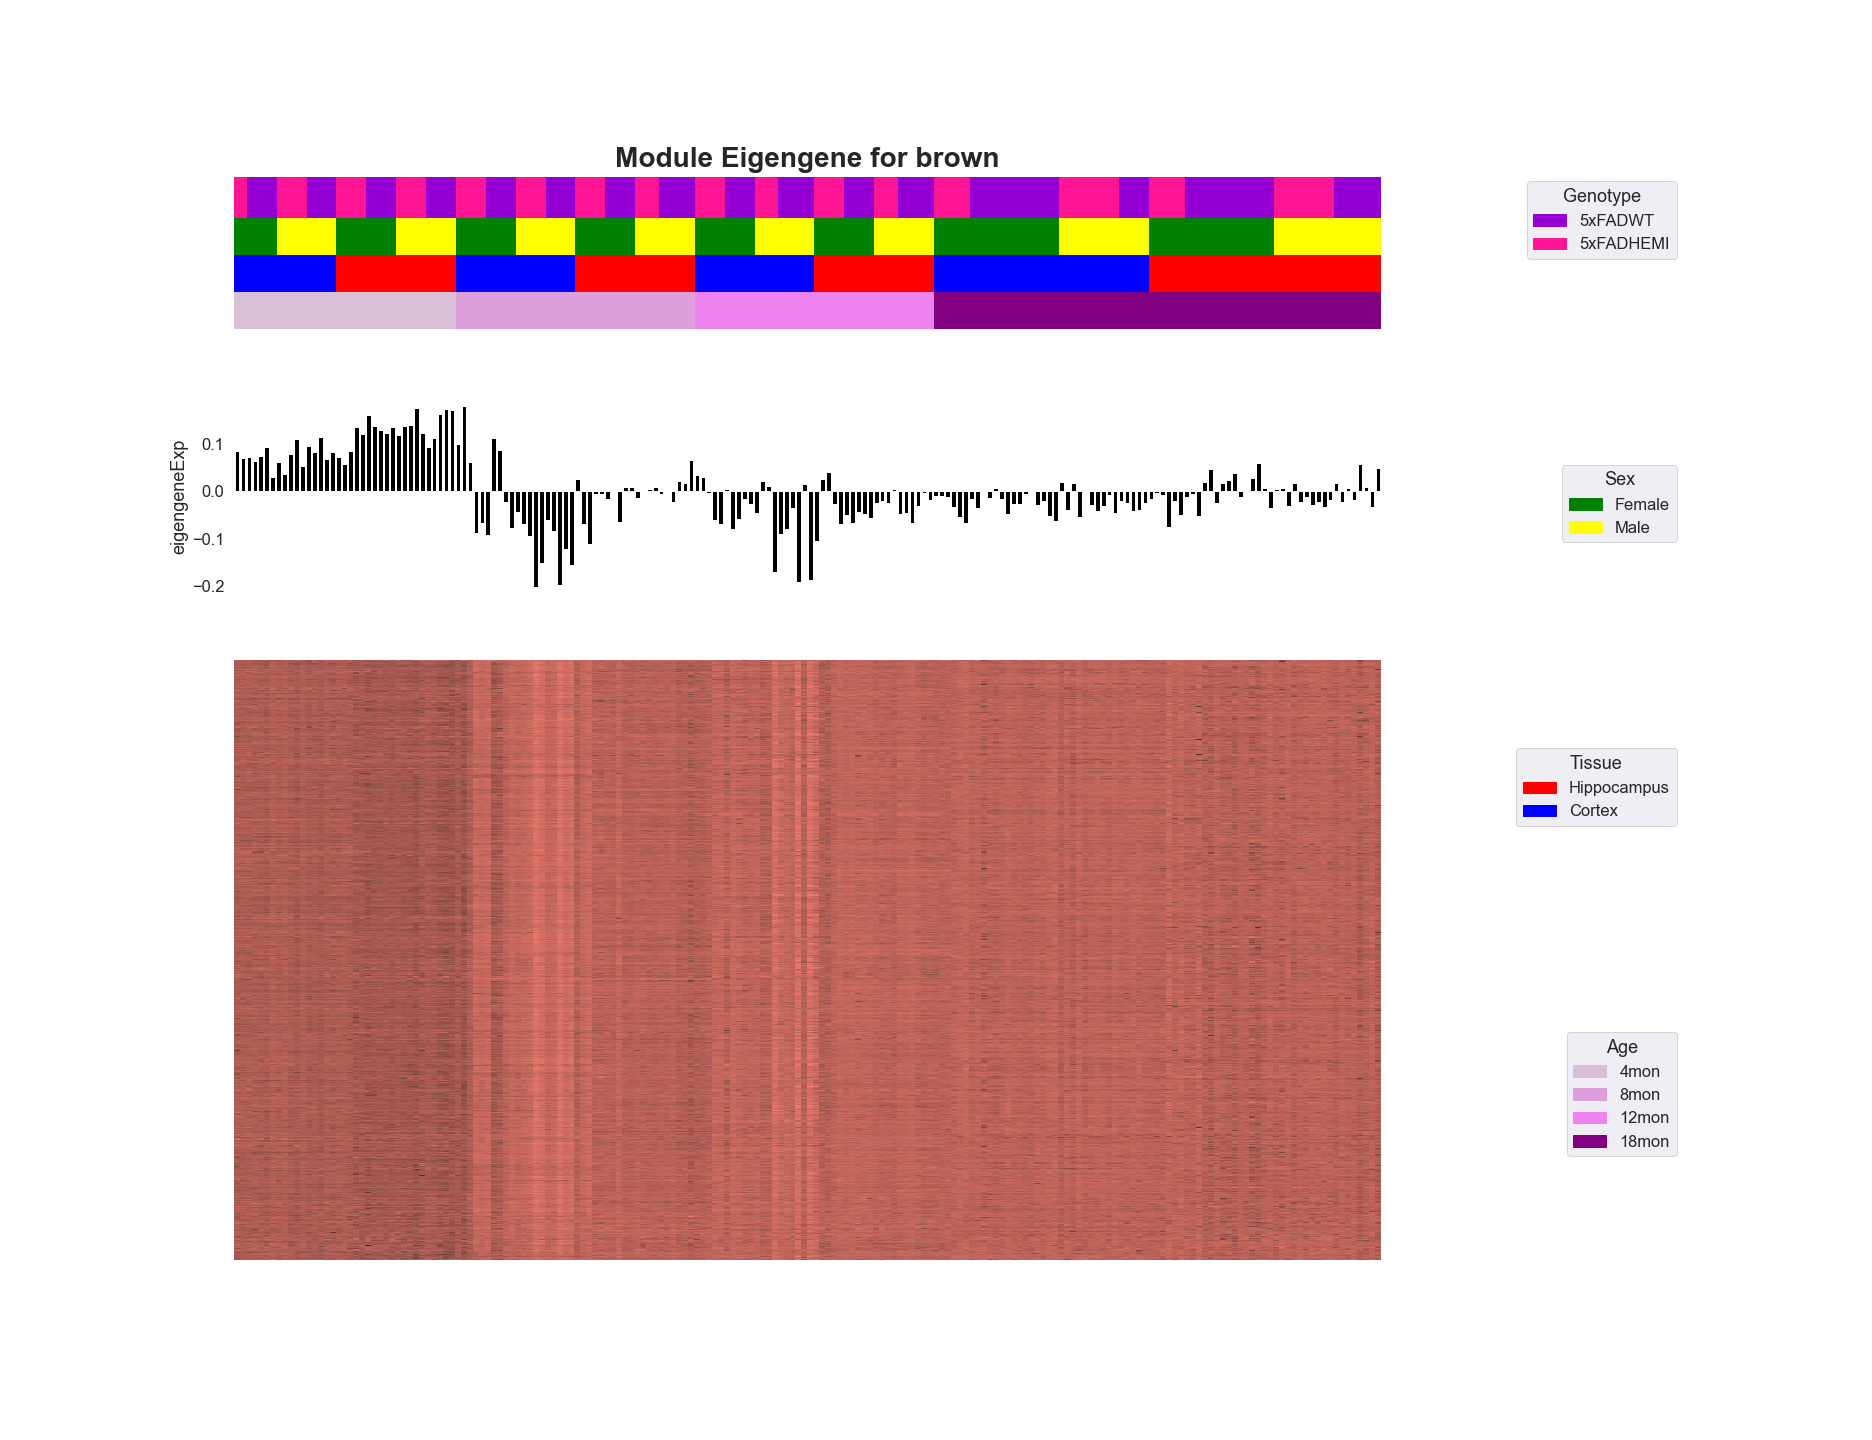 Module Eigengene for brown
Genotype
5xFADWT
5xFADHEMI
eigengeneExp
0.1
0.0
−0.1
−0.2
Sex
Female
Male
Tissue
Hippocampus
Cortex
Age
4mon
8mon
12mon
18mon